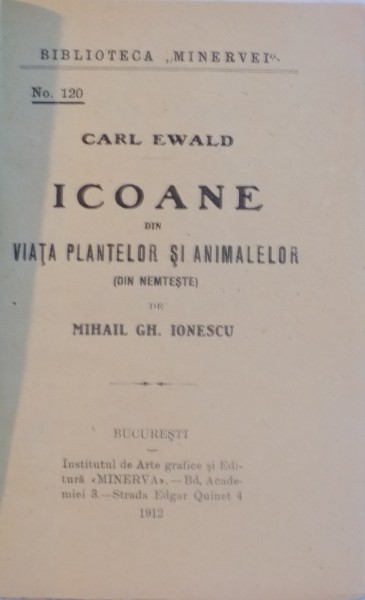 BIBLIOTECA „MINERVEI“.
No. 120
CARL EWALD
ICOANE
DIN
VIAȚA PLANTELOR ȘI ANIMALELOR
(DIN NEMTEȘTE)
DE
MIHAIL GH. IONESCU
BUCUREȘTI
Institutul de Arte grafice și Edi-
tură «MINERVA». — Bd. Acade-
miei 3. — Strada Edgar Quinet 4
1912